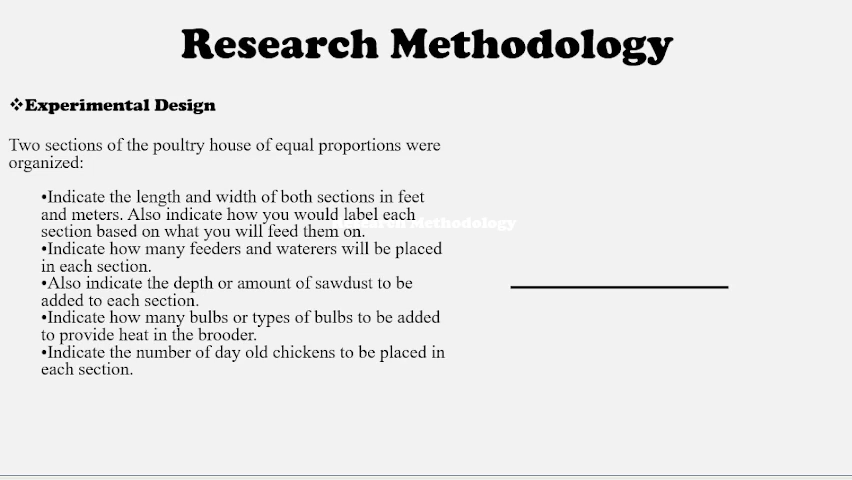 Research Methodology
❖Experimental Design
Two sections of the poultry house of equal proportions were
organized:
•Indicate the length and width of both sections in feet
and meters. Also indicate how you would label each
section based on what you will feed them on.
Research Methodology
•Indicate how many feeders and waterers will be placed
in each section.
•Also indicate the depth or amount of sawdust to be
added to each section.
•Indicate how many bulbs or types of bulbs to be added
to provide heat in the brooder.
•Indicate the number of day old chickens to be placed in
each section.